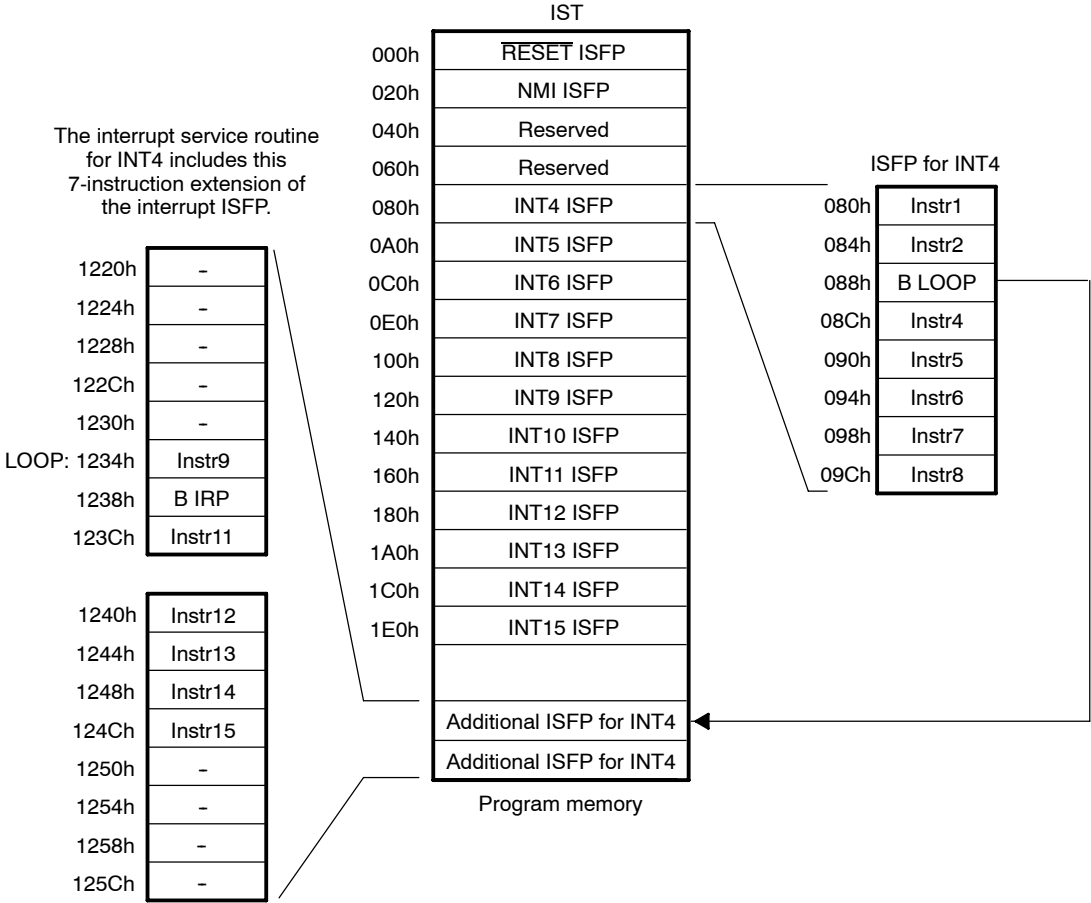 IST
000h RESET ISFP
020h NMI ISFP
040h Reserved
060h Reserved
080h INT4 ISFP
0A0h INT5 ISFP
0C0h INT6 ISFP
0E0h INT7 ISFP
100h INT8 ISFP
120h INT9 ISFP
140h INT10 ISFP
160h INT11 ISFP
180h INT12 ISFP
1A0h INT13 ISFP
1C0h INT14 ISFP
1E0h INT15 ISFP
Additional ISFP for INT4
Additional ISFP for INT4
Program memory
The interrupt service routine
for INT4 includes this
7-instruction extension of
the interrupt ISFP.
1220h -
1224h -
1228h -
122Ch -
1230h -
LOOP: 1234h Instr9
1238h B IRP
123Ch Instr11
1240h Instr12
1244h Instr13
1248h Instr14
124Ch Instr15
1250h -
1254h -
1258h -
125Ch -
ISFP for INT4
080h Instr1
084h Instr2
088h B LOOP
08Ch Instr4
090h Instr5
094h Instr6
098h Instr7
09Ch Instr8